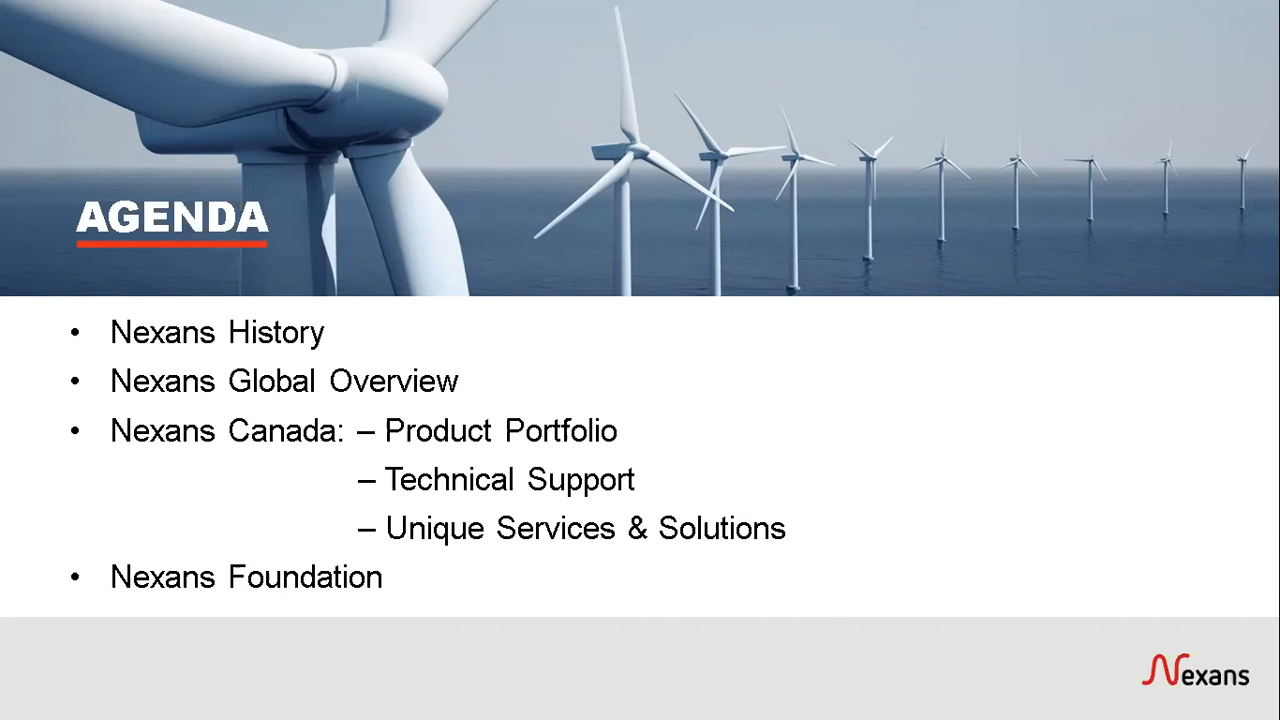 AGENDA
• Nexans History
• Nexans Global Overview
• Nexans Canada: – Product Portfolio
– Technical Support
– Unique Services & Solutions
• Nexans Foundation
Nexans